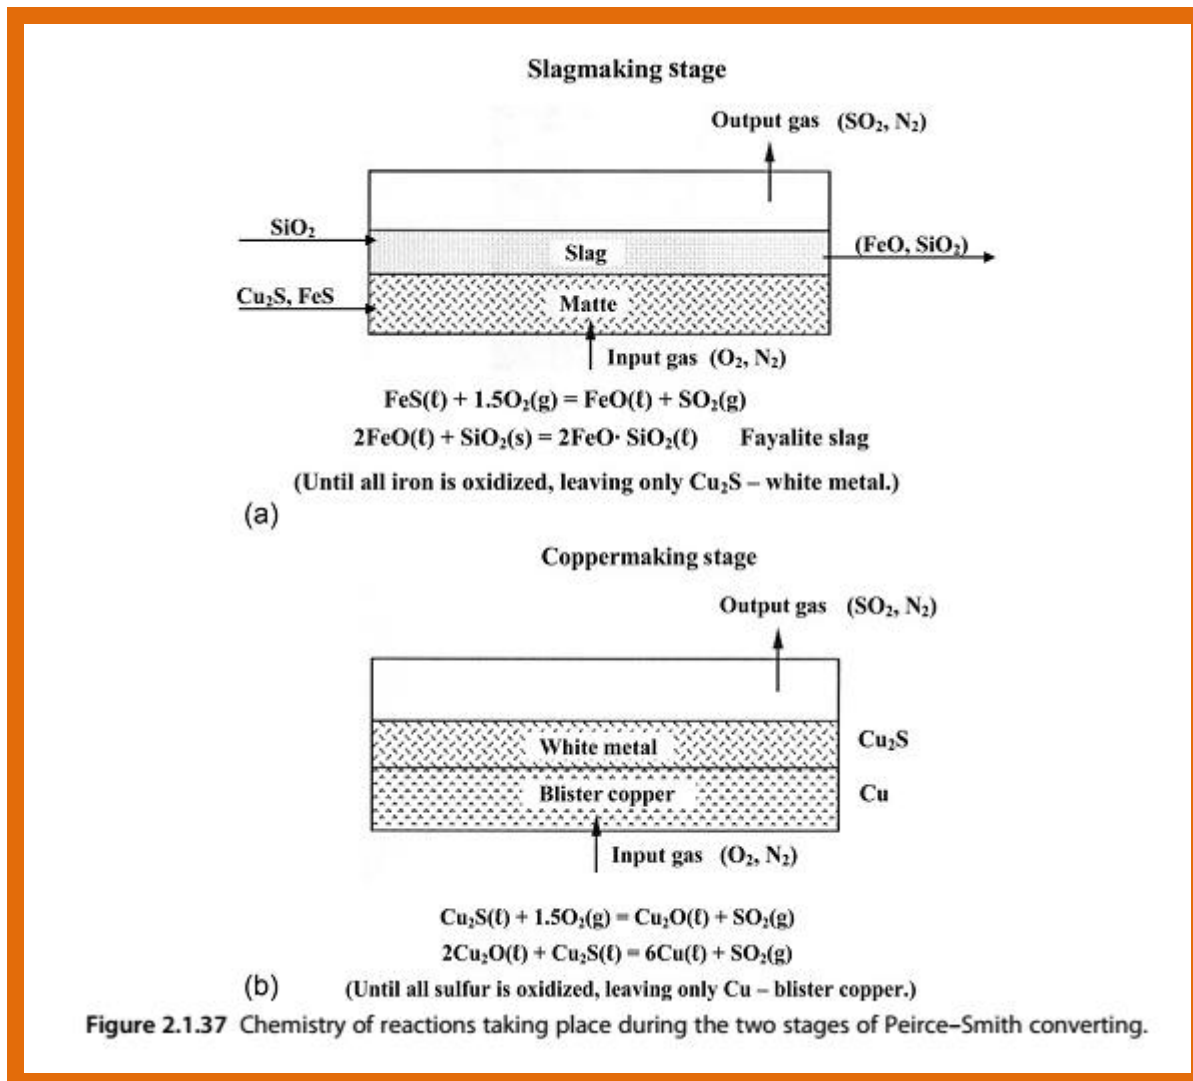 Slagmaking stage
Output gas (SO₂, N₂)
SiO₂
Slag
(FeO, SiO₂)
Cu₂S, FeS
Matte
Input gas (O₂, N₂)
FeS(ℓ) + 1.5O₂(g) = FeO(ℓ) + SO₂(g)
2FeO(ℓ) + SiO₂(s) = 2FeO· SiO₂(ℓ) Fayalite slag
(Until all iron is oxidized, leaving only Cu₂S – white metal.)
(a)
Coppermaking stage
Output gas (SO₂, N₂)
White metal
Cu₂S
Blister copper
Cu
Input gas (O₂, N₂)
Cu₂S(ℓ) + 1.5O₂(g) = Cu₂O(ℓ) + SO₂(g)
2Cu₂O(ℓ) + Cu₂S(ℓ) = 6Cu(ℓ) + SO₂(g)
(b) (Until all sulfur is oxidized, leaving only Cu – blister copper.)
Figure 2.1.37 Chemistry of reactions taking place during the two stages of Peirce–Smith converting.